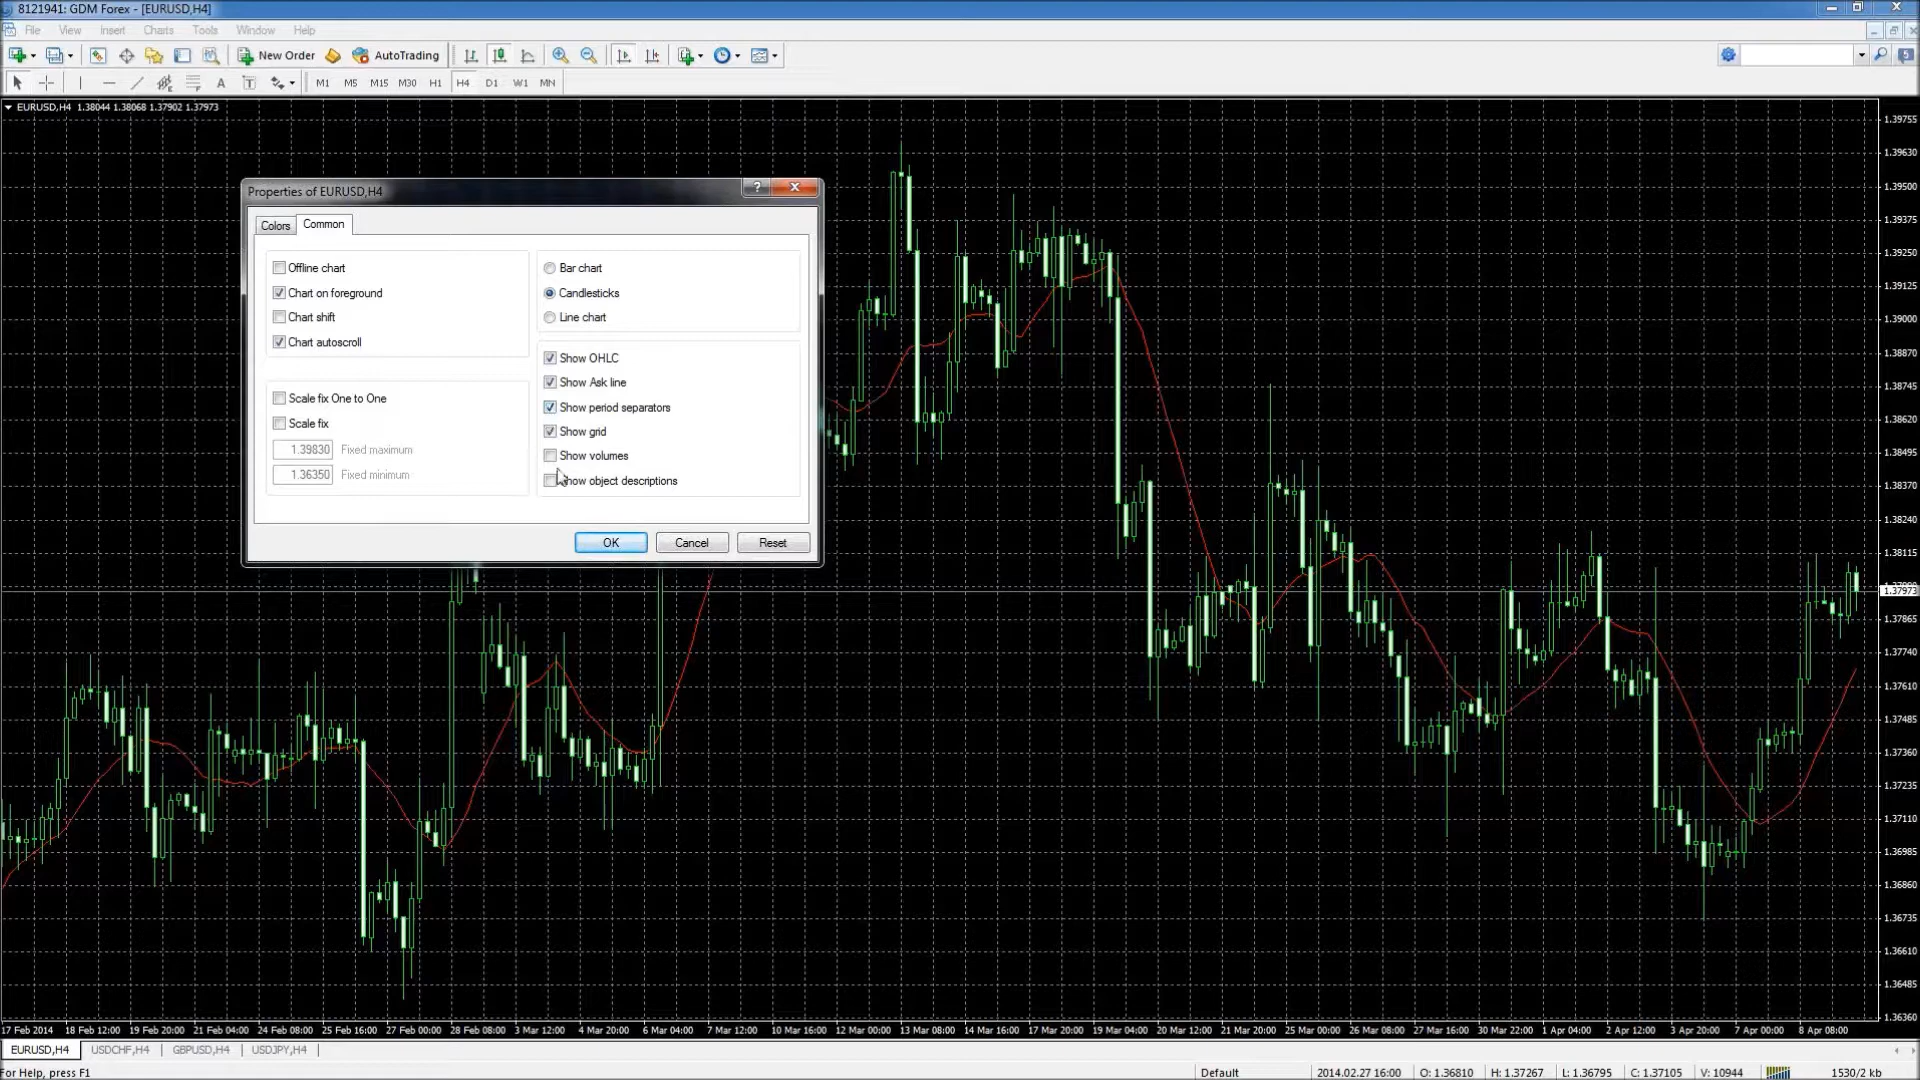 8121941: GDM Forex - [EURUSD,H4]
File View Insert Charts Tools Window Help
New Order AutoTrading
A T M1 M5 M15 M30 H1 H4 D1 W1 MN
EURUSD,H4 1.38044 1.38068 1.37902 1.37973
Properties of EURUSD,H4
Colors Common
Offline chart
Chart on foreground
Chart shift
Chart autoscroll
Scale fix One to One
Scale fix
1.39830 Fixed maximum
1.36350 Fixed minimum
Bar chart
Candlesticks
Line chart
Show OHLC
Show Ask line
Show period separators
Show grid
Show volumes
Show object descriptions
OK Cancel Reset
1.39755
1.39630
1.39500
1.39375
1.39250
1.39125
1.39000
1.38870
1.38745
1.38620
1.38495
1.38370
1.38240
1.38115
1.37973
1.37865
1.37740
1.37610
1.37485
1.37360
1.37235
1.37110
1.36985
1.36860
1.36735
1.36610
1.36485
1.36360
17 Feb 2014 18 Feb 12:00 19 Feb 20:00 21 Feb 04:00 24 Feb 08:00 25 Feb 16:00 27 Feb 00:00 28 Feb 08:00 3 Mar 12:00 4 Mar 20:00 6 Mar 04:00 7 Mar 12:00 10 Mar 16:00 12 Mar 00:00 13 Mar 08:00 14 Mar 16:00 17 Mar 20:00 19 Mar 04:00 20 Mar 12:00 21 Mar 20:00 25 Mar 00:00 26 Mar 08:00 27 Mar 16:00 30 Mar 22:00 1 Apr 04:00 2 Apr 12:00 3 Apr 20:00 7 Apr 00:00 8 Apr 08:00
EURUSD,H4 USDCHF,H4 GBPUSD,H4 USDJPY,H4
For Help, press F1 Default 2014.02.27 16:00 O: 1.36810 H: 1.37267 L: 1.36795 C: 1.37105 V: 10944 1530/2 kb